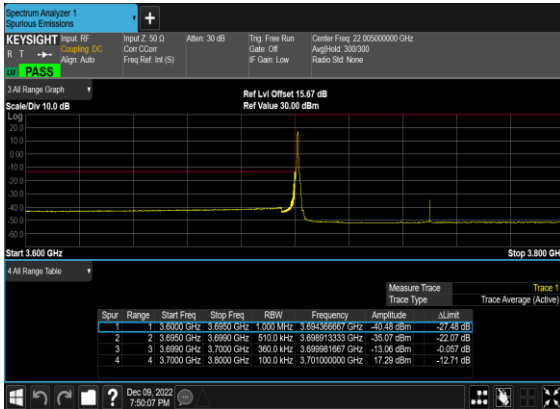 Spectrum Analyzer 1
Spurious Emissions
KEYSIGHT Input: RF Input Z: 50 Ω Atten: 30 dB Trig: Free Run Center Freq: 22.005000000 GHz
R T Coupling: DC Corr CCorr Gate: Off Avg|Hold: 300/300
Align: Auto Freq Ref: Int (S) IF Gain: Low Radio Std: None
PASS
3 All Range Graph
Ref Lvl Offset 15.67 dB
Scale/Div 10.0 dB Ref Value 30.00 dBm
Log
20.0
10.0
0.00
-10.0
-20.0
-30.0
-40.0
-50.0
-60.0
Start 3.600 GHz Stop 3.800 GH
4 All Range Table
Measure Trace Trace 1
Trace Type Trace Average (Active)
Spur Range Start Freq Stop Freq RBW Frequency Amplitude ΔLimit
1 1 3.6000 GHz 3.6950 GHz 1.000 MHz 3.694366667 GHz -40.48 dBm -27.48 dB
2 2 3.6950 GHz 3.6990 GHz 510.0 kHz 3.698913333 GHz -35.07 dBm -22.07 dB
3 3 3.6990 GHz 3.7000 GHz 360.0 kHz 3.699981667 GHz -13.06 dBm -0.057 dB
4 4 3.7000 GHz 3.8000 GHz 100.0 kHz 3.701000000 GHz 17.29 dBm -12.71 dB
? Dec 09, 2022
7:50:07 PM